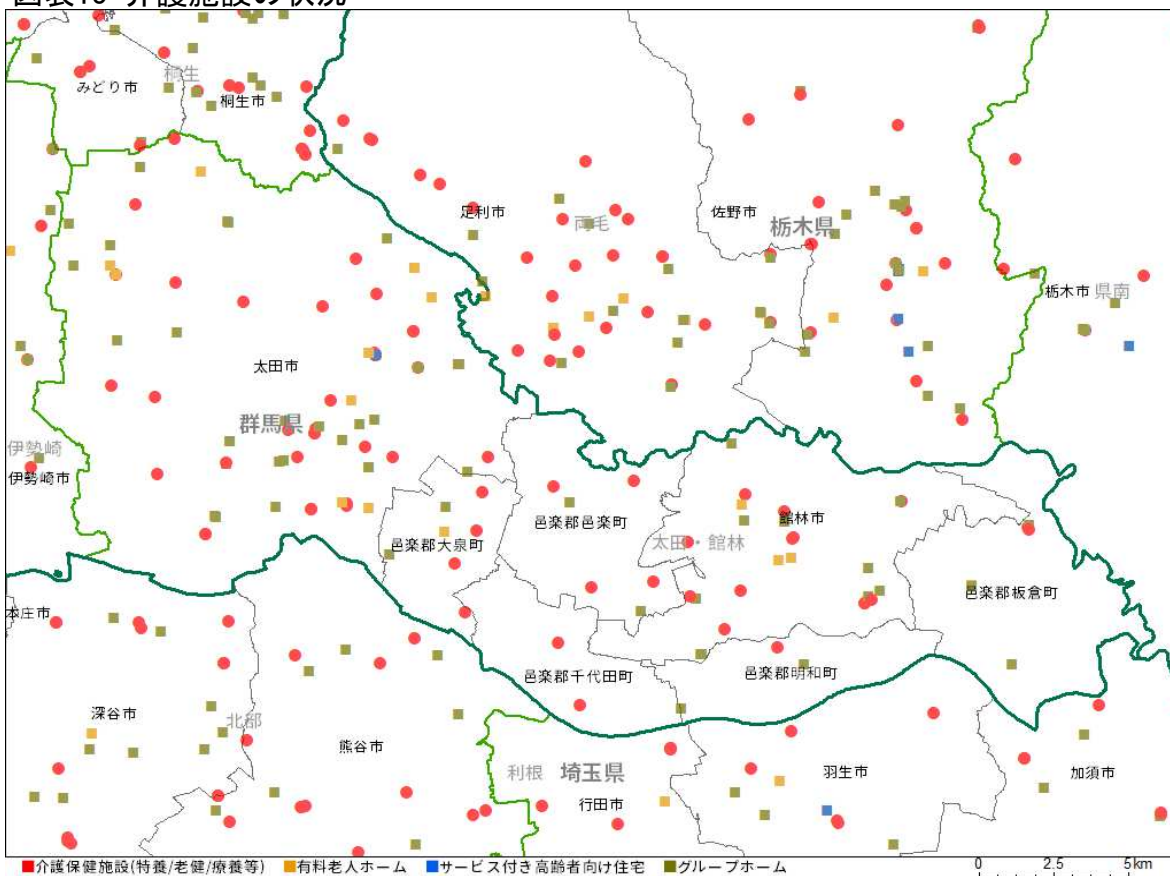 図表10 介護施設の状況
桐生
みどり市
桐生市
足利市
両毛
佐野市
栃木県
栃木市
県南
太田市
群馬県
伊勢崎
伊勢崎市
邑楽郡邑楽町
館林市
太田・館林
邑楽郡大泉町
邑楽郡板倉町
本庄市
邑楽郡千代田町
邑楽郡明和町
深谷市
北部
熊谷市
利根
埼玉県
行田市
羽生市
加須市
介護保健施設(特養/老健/療養等) 有料老人ホーム サービス付き高齢者向け住宅 グループホーム
0 2.5 5km